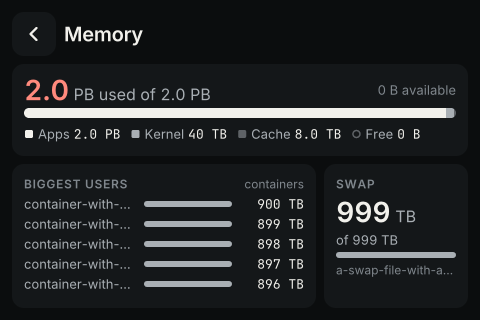 Memory
2.0 PB used of 2.0 PB
0 B available
Apps 2.0 PB Kernel 40 TB Cache 8.0 TB Free 0 B
BIGGEST USERS containers
container-with-... 900 TB
container-with-... 899 TB
container-with-... 898 TB
container-with-... 897 TB
container-with-... 896 TB
SWAP
999 TB
of 999 TB
a-swap-file-with-a...